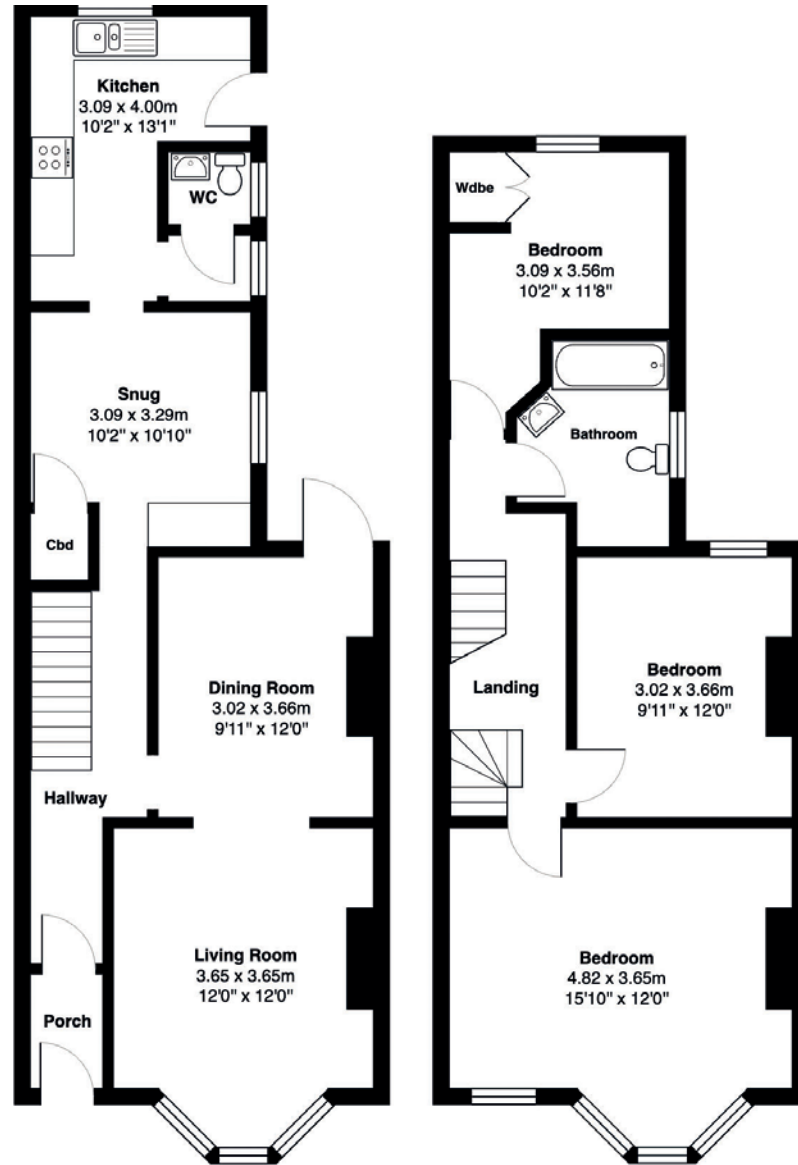 Kitchen
3.09 x 4.00m
10'2" x 13'1"
WC
Snug
3.09 x 3.29m
10'2" x 10'10"
Cbd
Dining Room
3.02 x 3.66m
9'11" x 12'0"
Hallway
Living Room
3.65 x 3.65m
12'0" x 12'0"
Porch
Wdbe
Bedroom
3.09 x 3.56m
10'2" x 11'8"
Bathroom
Landing
Bedroom
3.02 x 3.66m
9'11" x 12'0"
Bedroom
4.82 x 3.65m
15'10" x 12'0"